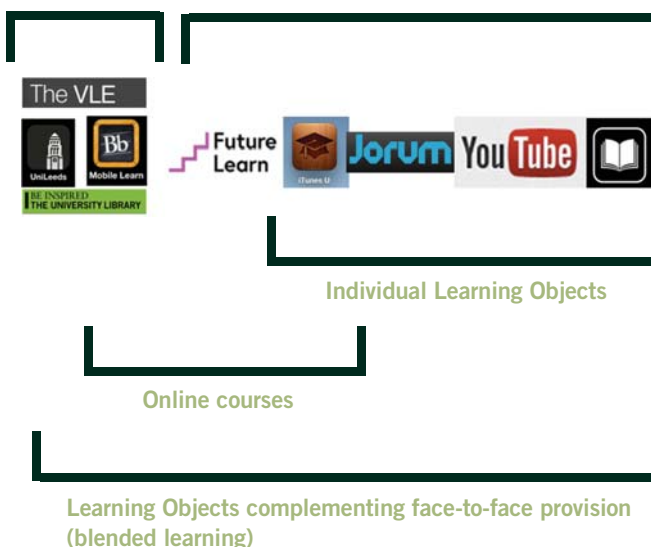 The VLE
UniLeeds
Bb
Mobile Learn
BE INSPIRED
THE UNIVERSITY LIBRARY
Future
Learn
iTunes U
Jorum
YouTube
Individual Learning Objects
Online courses
Learning Objects complementing face-to-face provision
(blended learning)